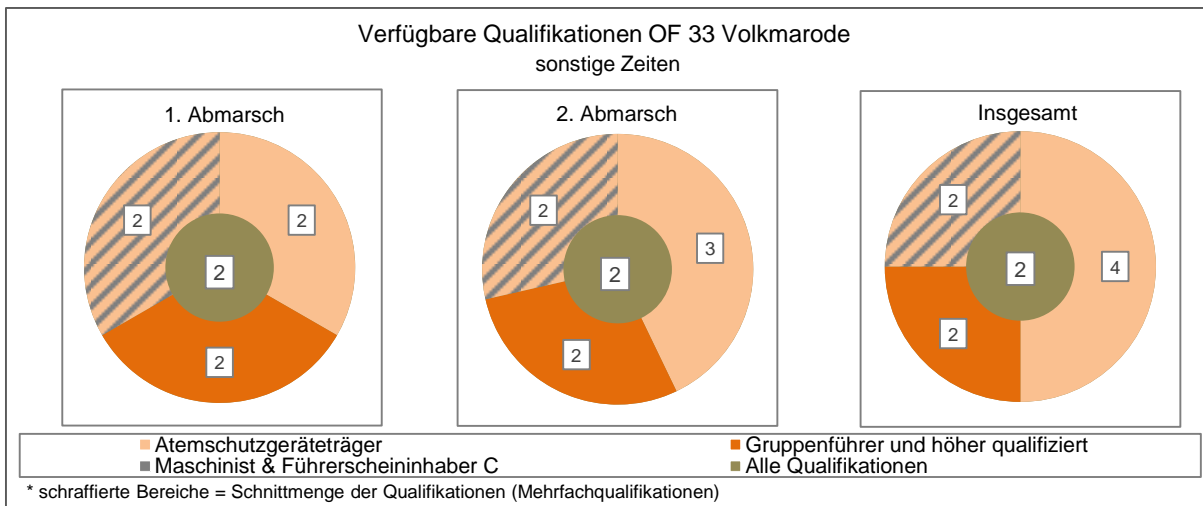 Verfügbare Qualifikationen OF 33 Volkmarode
sonstige Zeiten
1. Abmarsch
2
2
2
2
2. Abmarsch
2
3
2
2
Insgesamt
2
4
2
2
Atemschutzgeräteträger
Gruppenführer und höher qualifiziert
Maschinist & Führerscheininhaber C
Alle Qualifikationen
* schraffierte Bereiche = Schnittmenge der Qualifikationen (Mehrfachqualifikationen)